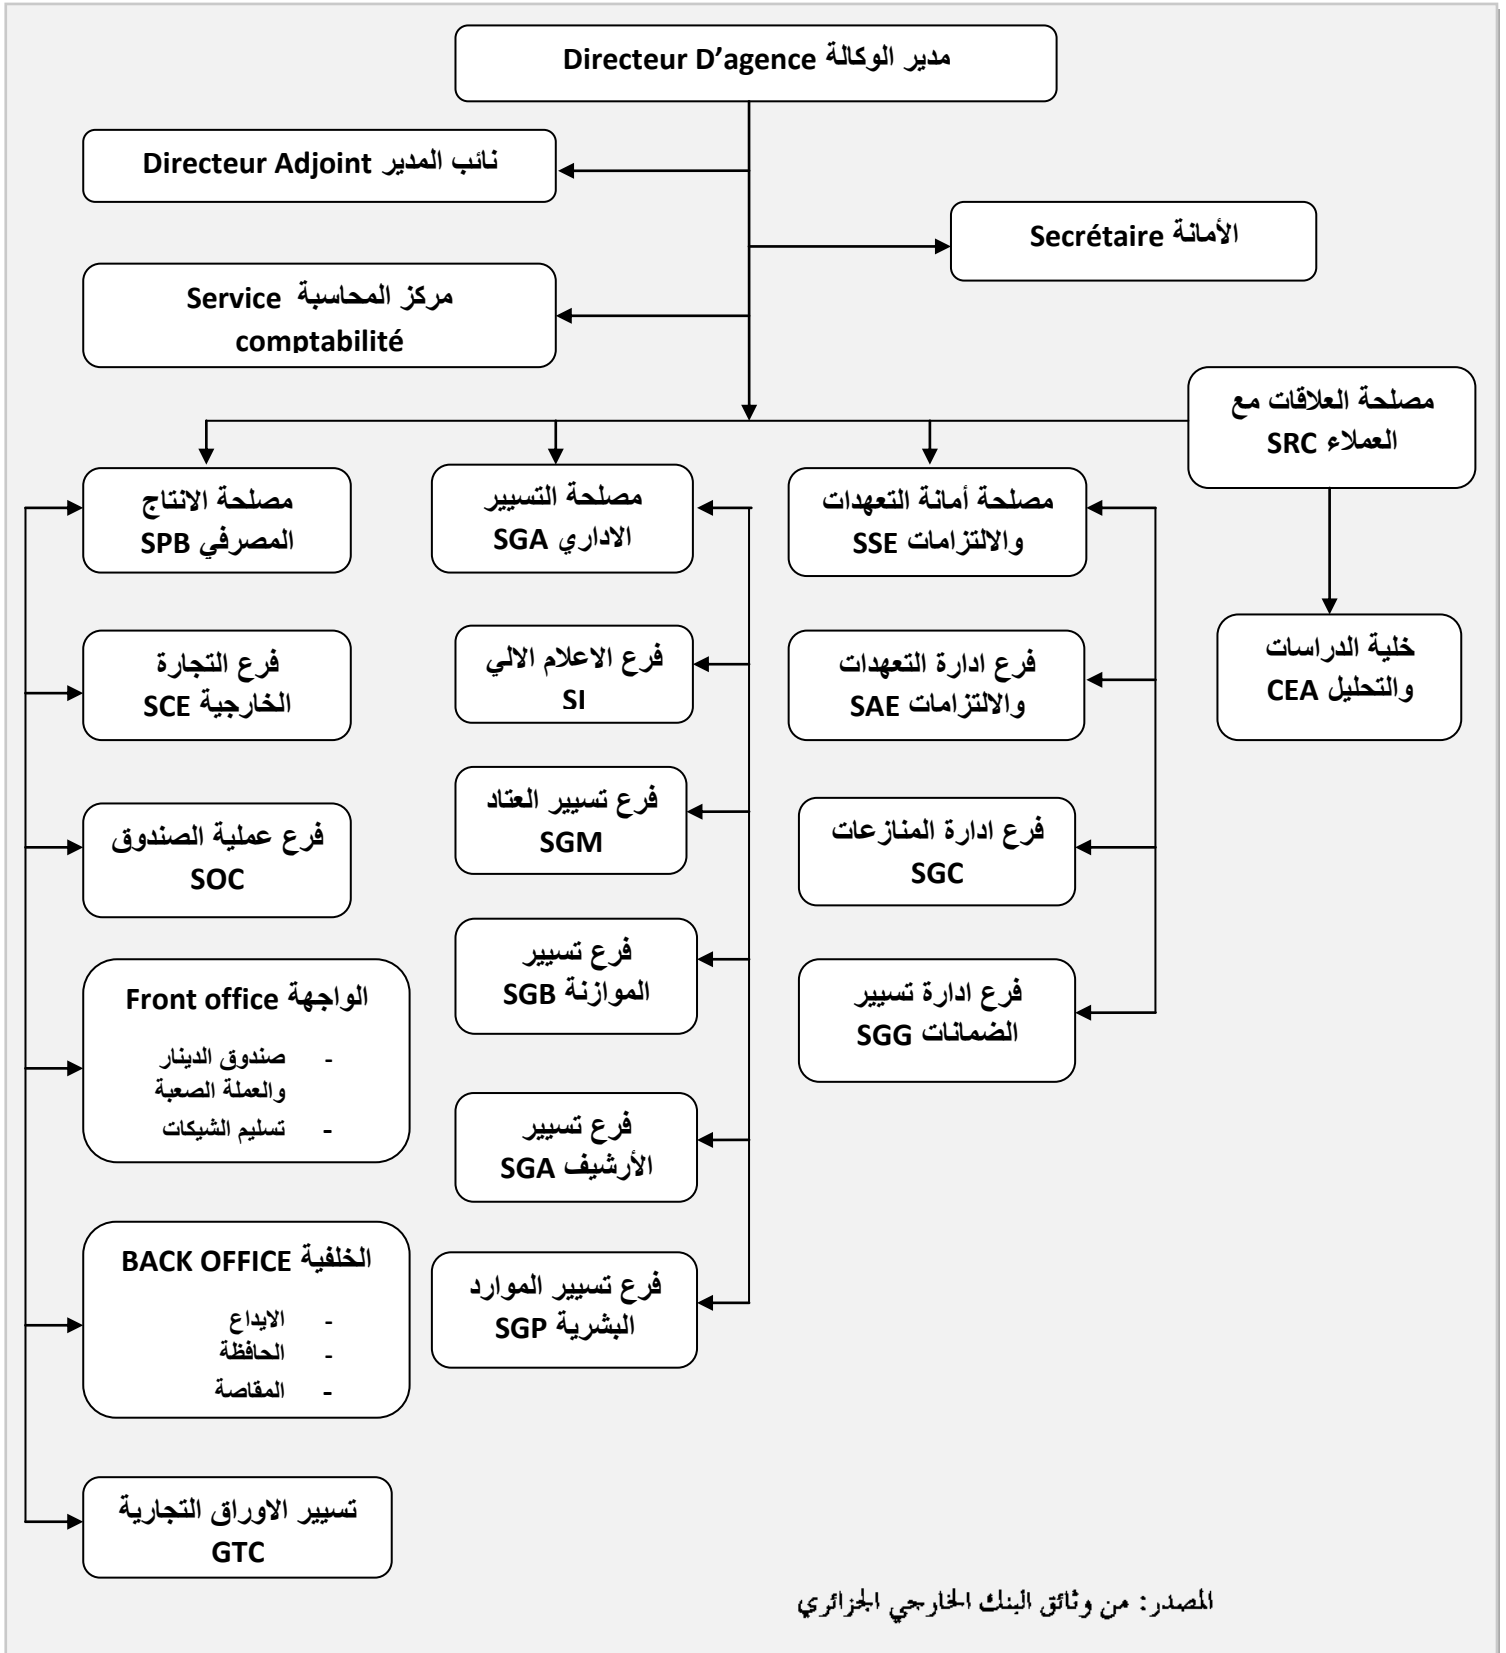 مدير الوكالة Directeur D’agence
نائب المدير Directeur Adjoint
الأمانة Secrétaire
مركز المحاسبة Service
comptabilité
مصلحة العلاقات مع
العملاء SRC
مصلحة أمانة التعهدات
والالتزامات SSE
مصلحة التسيير
الاداري SGA
مصلحة الانتاج
المصرفي SPB
خلية الدراسات
والتحليل CEA
فرع ادارة التعهدات
والالتزامات SAE
فرع ادارة المنازعات
SGC
فرع ادارة تسيير
الضمانات SGG
فرع الاعلام الالي
SI
فرع تسيير العتاد
SGM
فرع تسيير
الموازنة SGB
فرع تسيير
الأرشيف SGA
فرع تسيير الموارد
البشرية SGP
فرع التجارة
الخارجية SCE
فرع عملية الصندوق
SOC
الواجهة Front office
- صندوق الدينار
والعملة الصعبة
- تسليم الشيكات
الخلفية BACK OFFICE
- الايداع
- الحافظة
- المقاصة
تسيير الاوراق التجارية
GTC
المصدر: من وثائق البنك الخارجي الجزائري